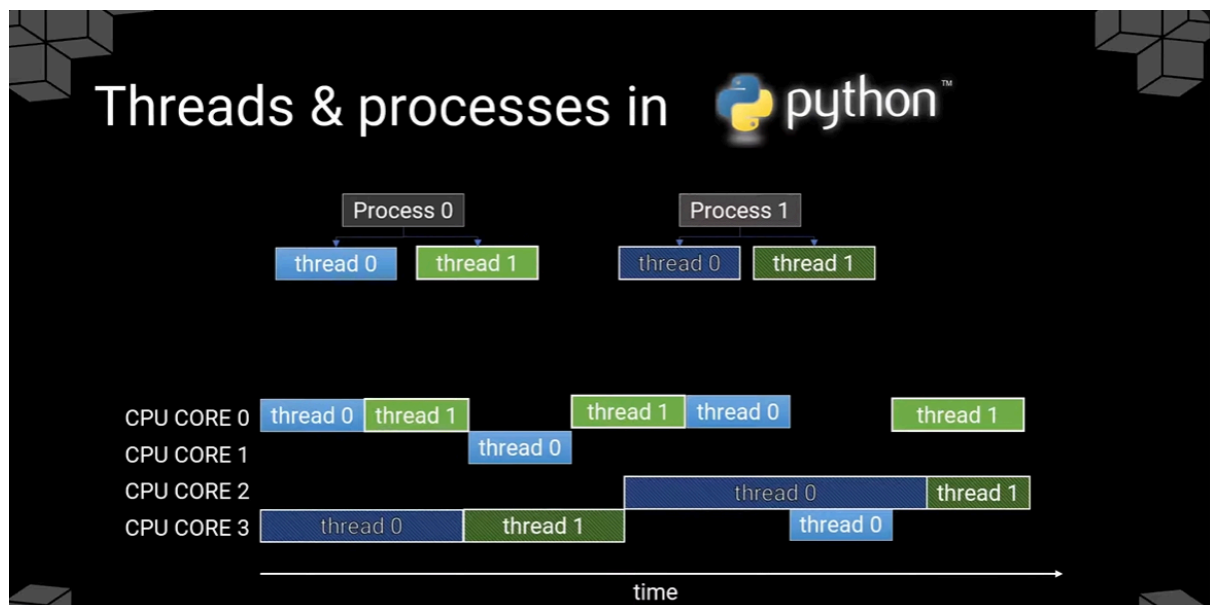 Threads & processes in python™
Process 0 Process 1
thread 0 thread 1 thread 0 thread 1
CPU CORE 0 thread 0 thread 1 thread 1 thread 0 thread 1
CPU CORE 1 thread 0
CPU CORE 2 thread 0 thread 1
CPU CORE 3 thread 0 thread 1 thread 0
time